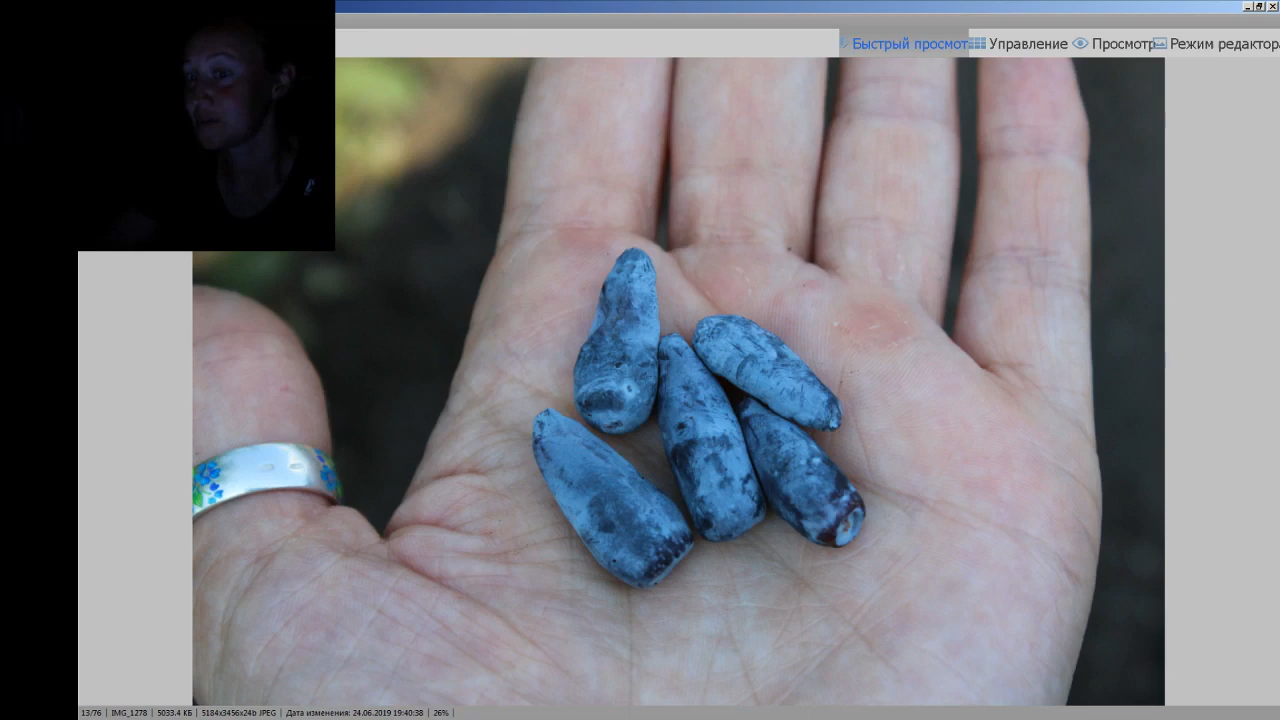 Быстрый просмот Управление Просмотр Режим редактор
13/76 | IMG_1278 | 5033.4 КБ | 5184x3456x24b JPEG | Дата изменения: 24.06.2019 19:40:38 | 26% |